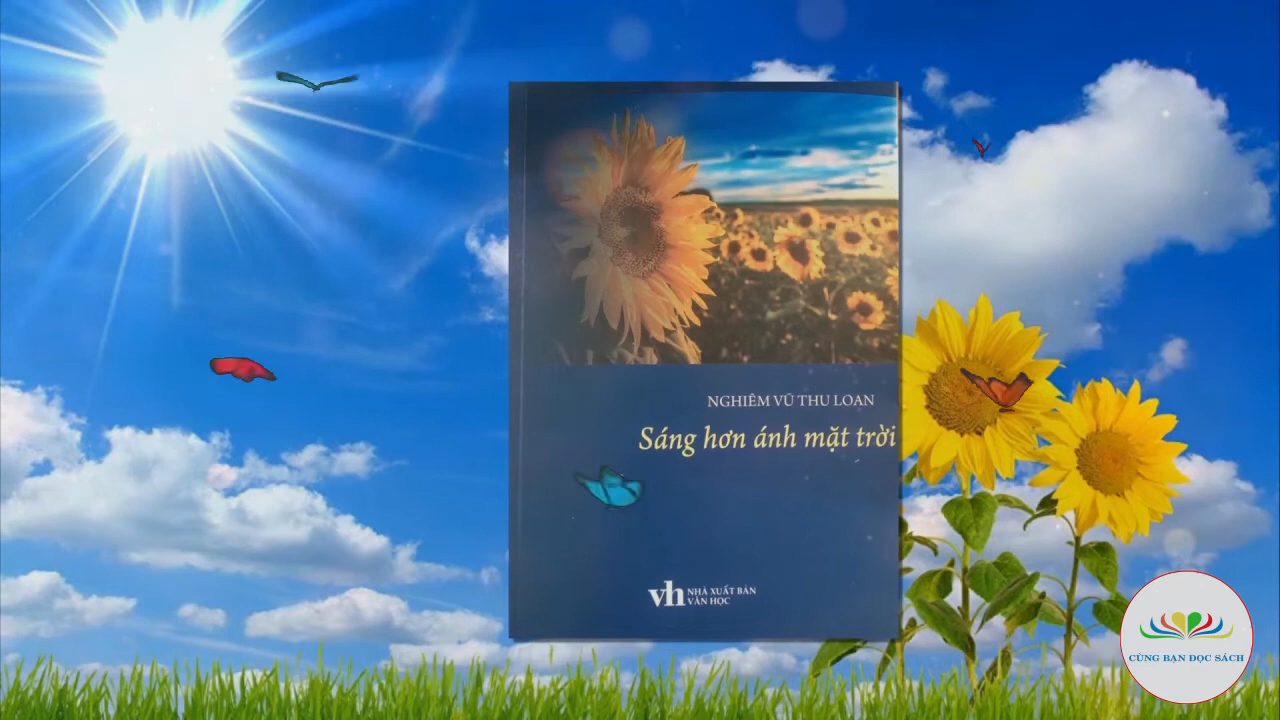 NGHIÊM VŨ THU LOAN
Sáng hơn ánh mặt trời
vh NHÀ XUẤT BẢN
VĂN HỌC
CÙNG BẠN ĐỌC SÁCH